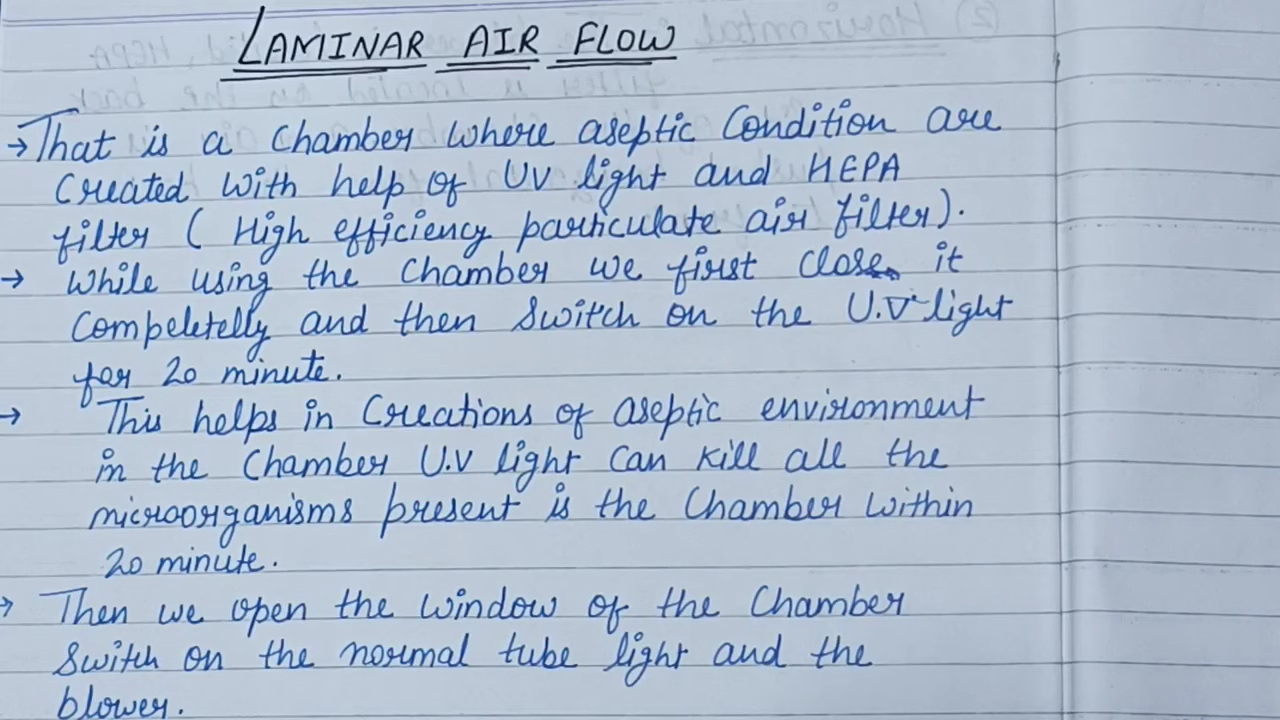 LAMINAR AIR FLOW
→ That is a Chamber where aseptic Condition are
Created with help of UV light and HEPA
filter ( High efficiency particulate air filter).
→ While using the Chamber we first close it
Compeletelly and then switch on the U.V light
for 20 minute.
→ This helps in Creations of aseptic environment
in the Chamber U.V light can kill all the
microorganisms present is the Chamber within
20 minute.
→ Then we open the window of the Chamber
switch on the normal tube light and the
blower.